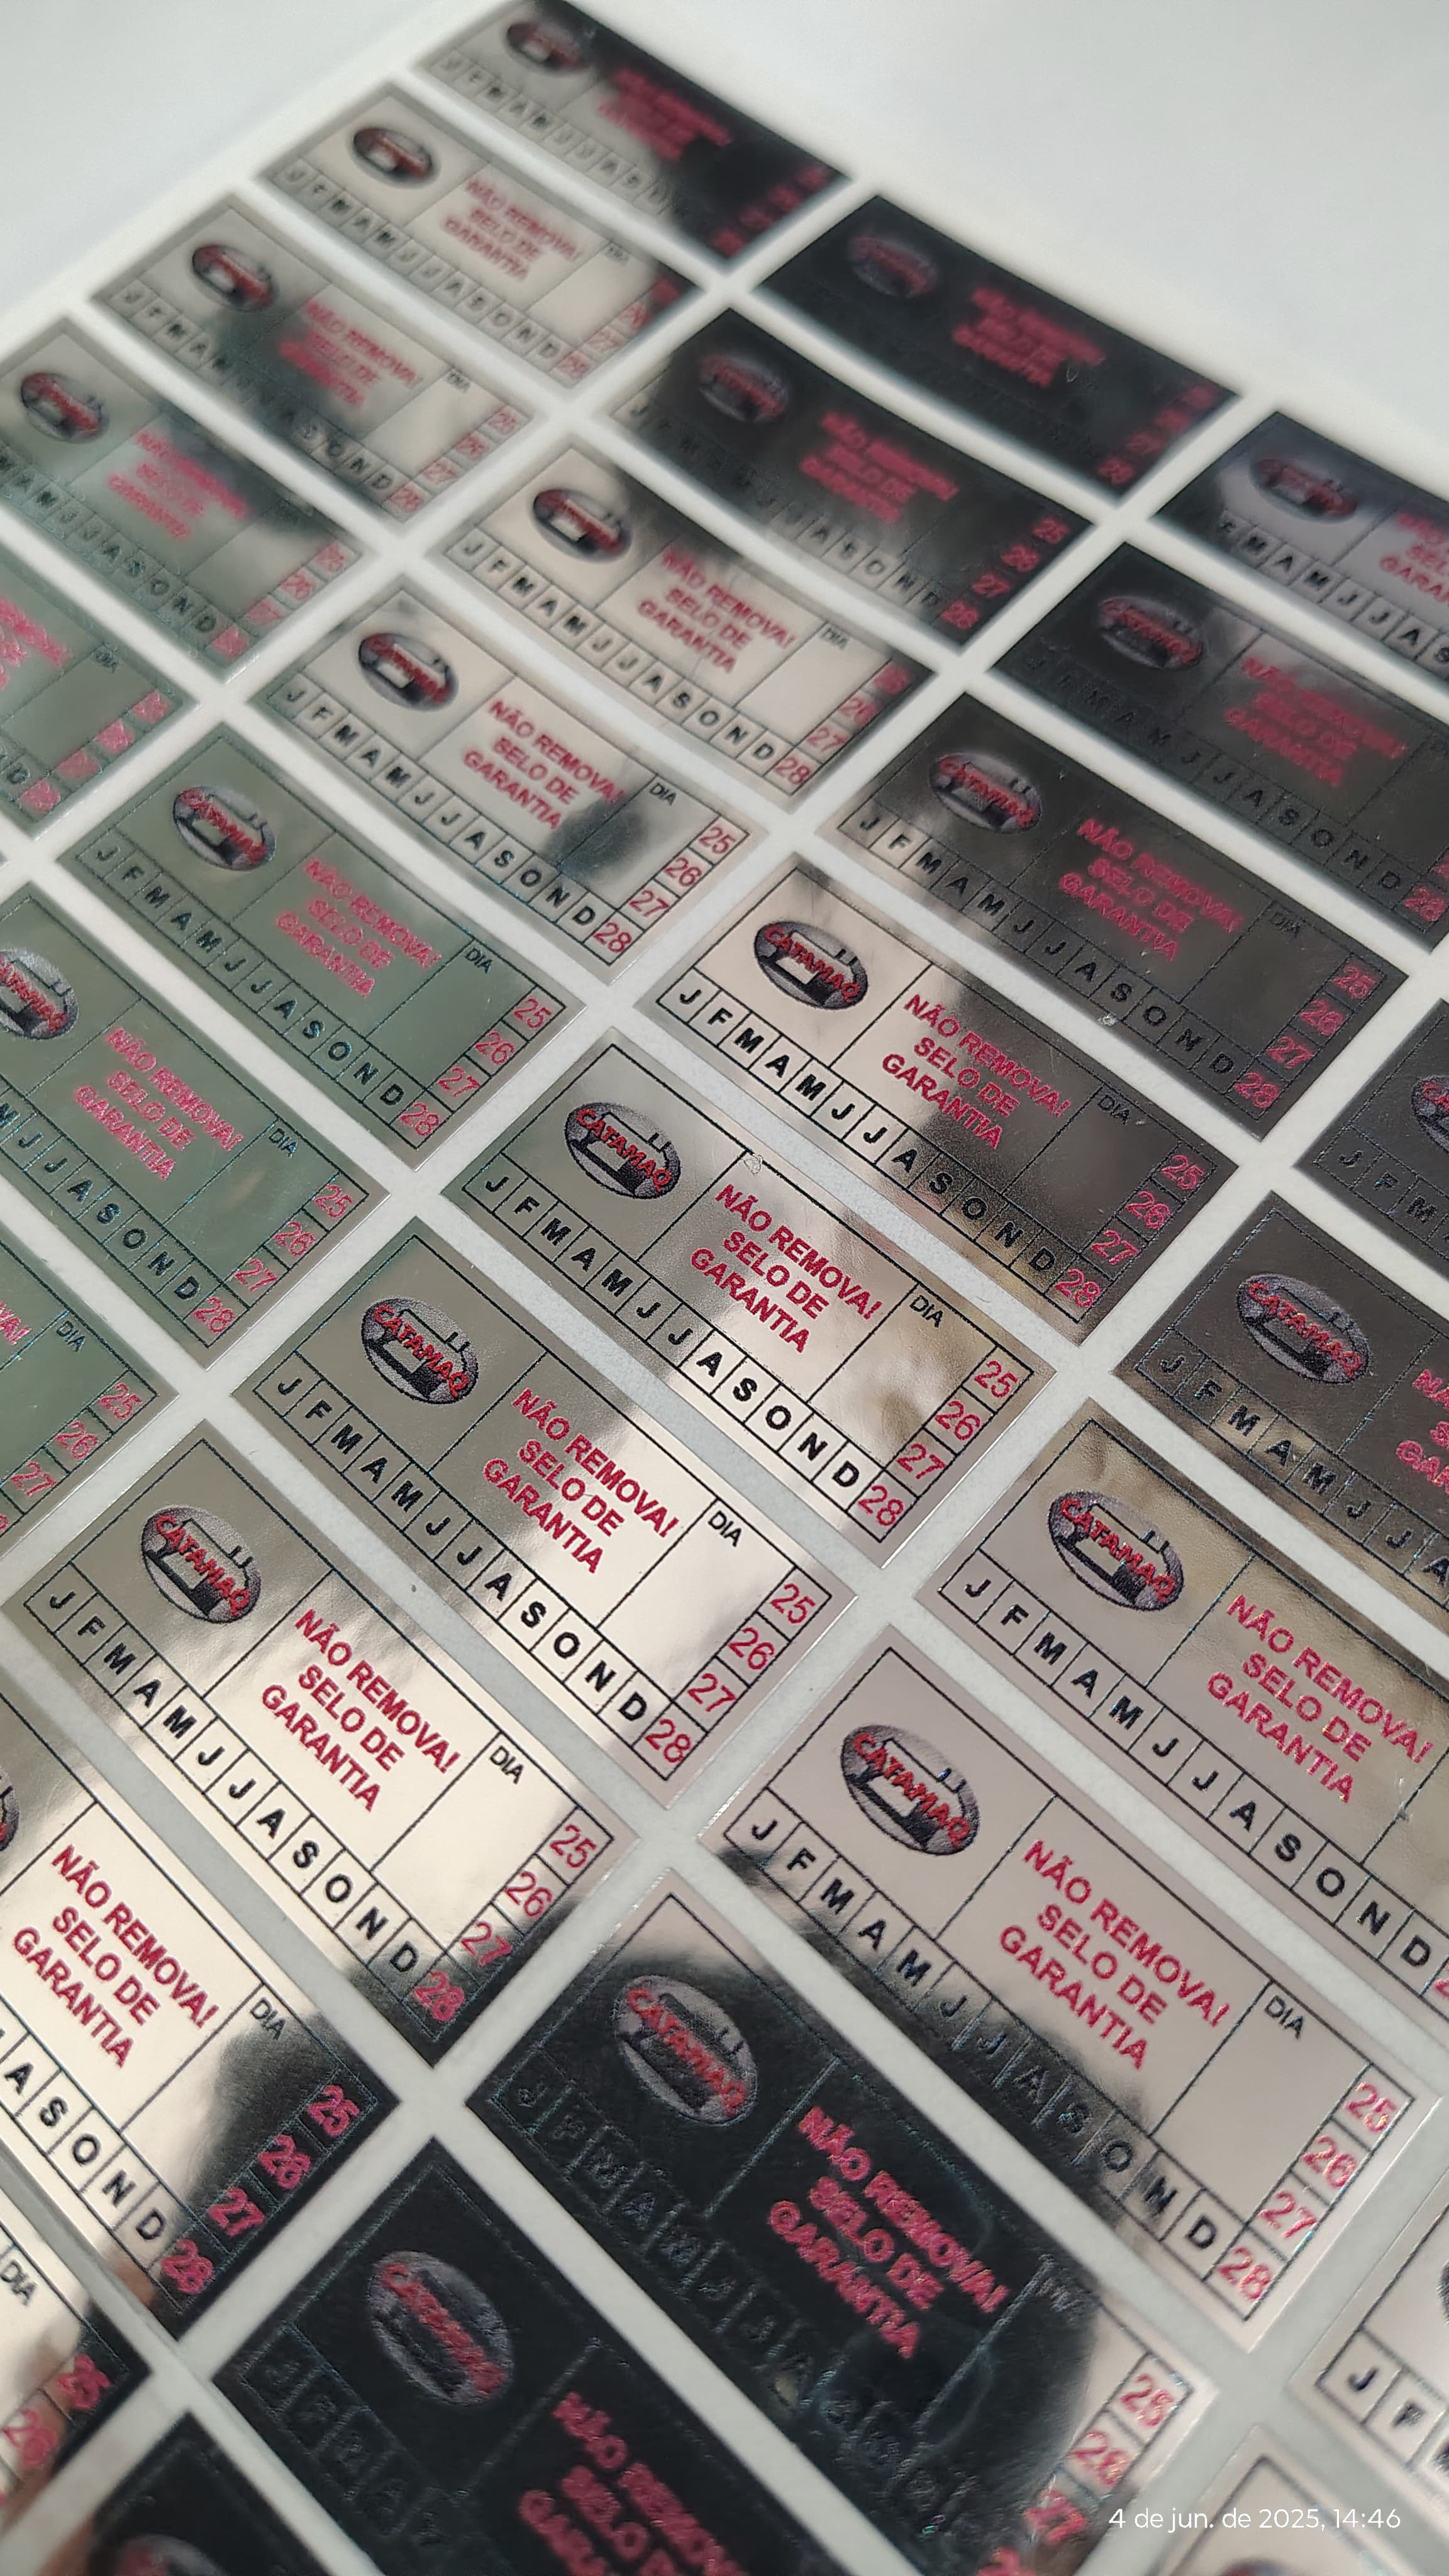 CATAMAQ
NÃO REMOVA!
SELO DE
GARANTIA
DIA
25
26
27
28
J F M A M J J A S O N D
4 de jun. de 2025, 14:46